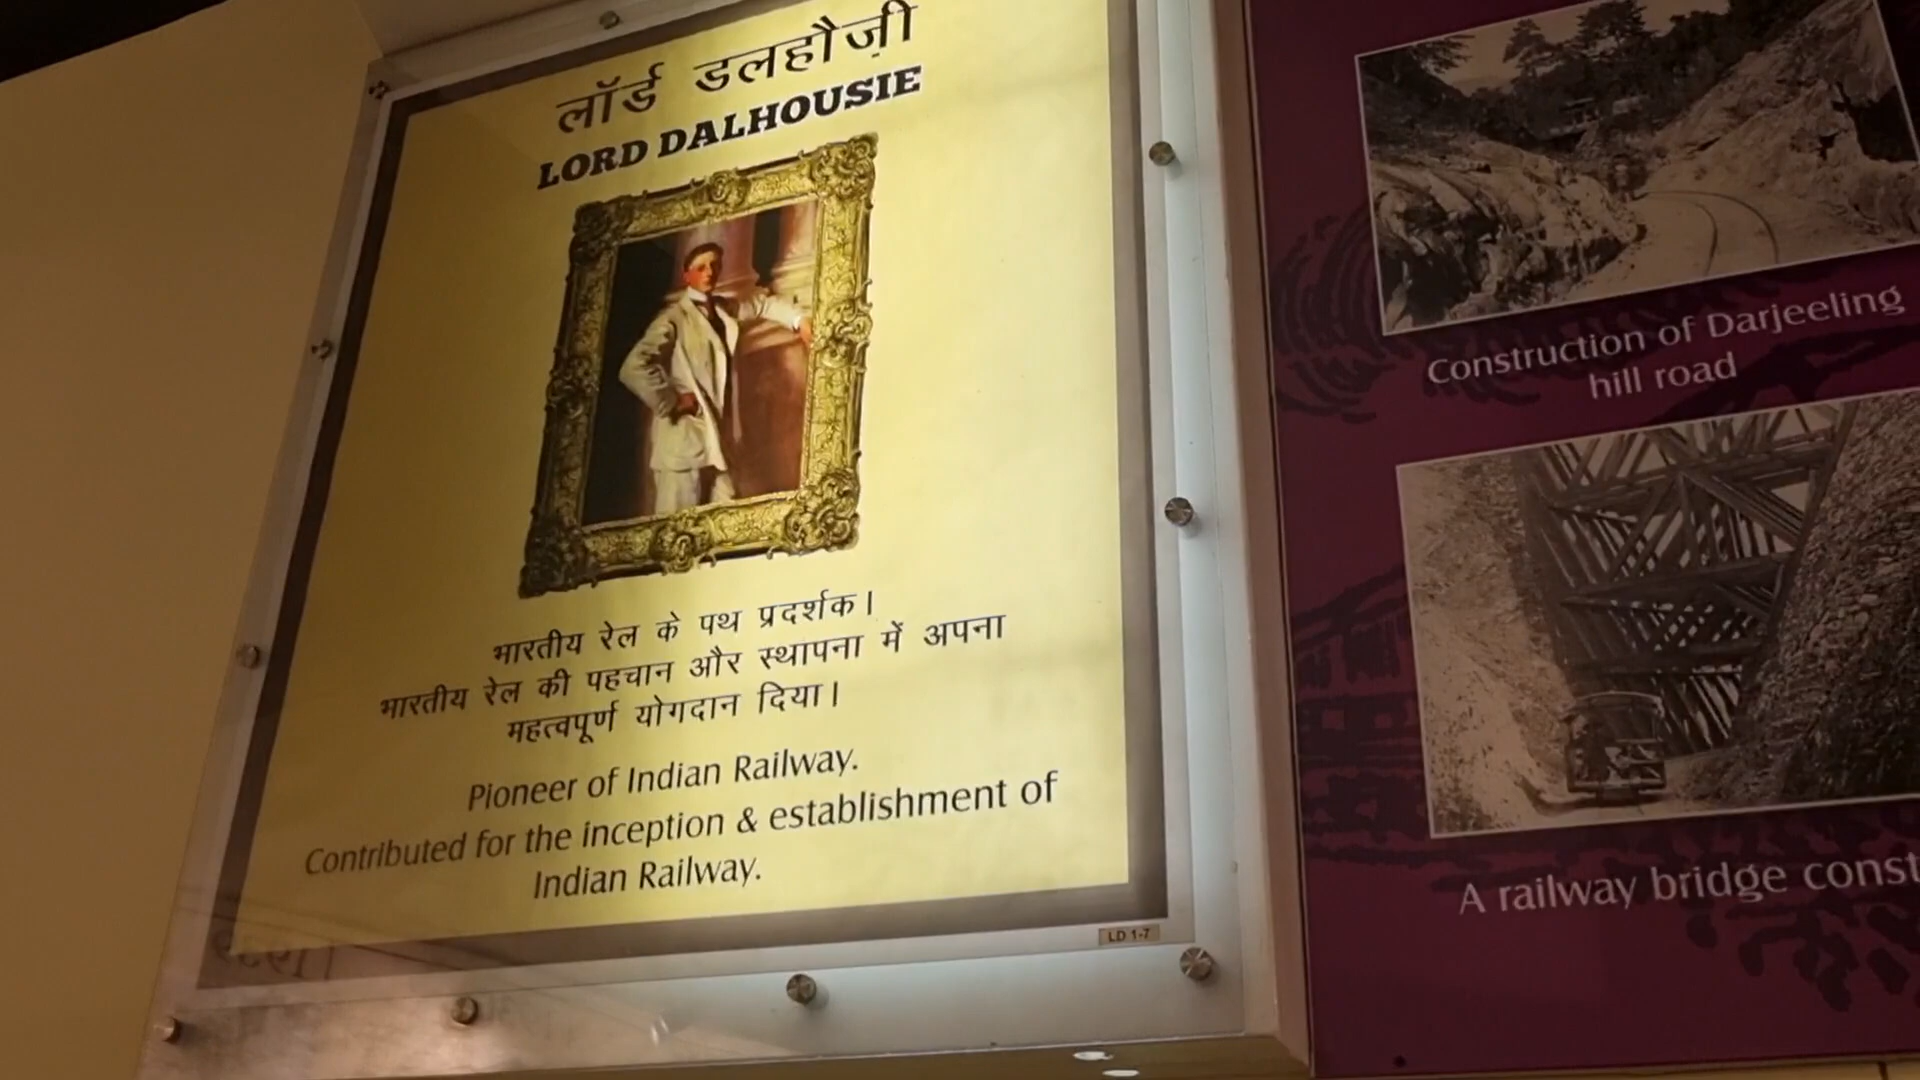 लॉर्ड डलहौज़ी
LORD DALHOUSIE
भारतीय रेल के पथ प्रदर्शक।
भारतीय रेल की पहचान और स्थापना में अपना
महत्वपूर्ण योगदान दिया।
Pioneer of Indian Railway.
Contributed for the inception & establishment of
Indian Railway.
LD 1-7
Construction of Darjeeling
hill road
A railway bridge const